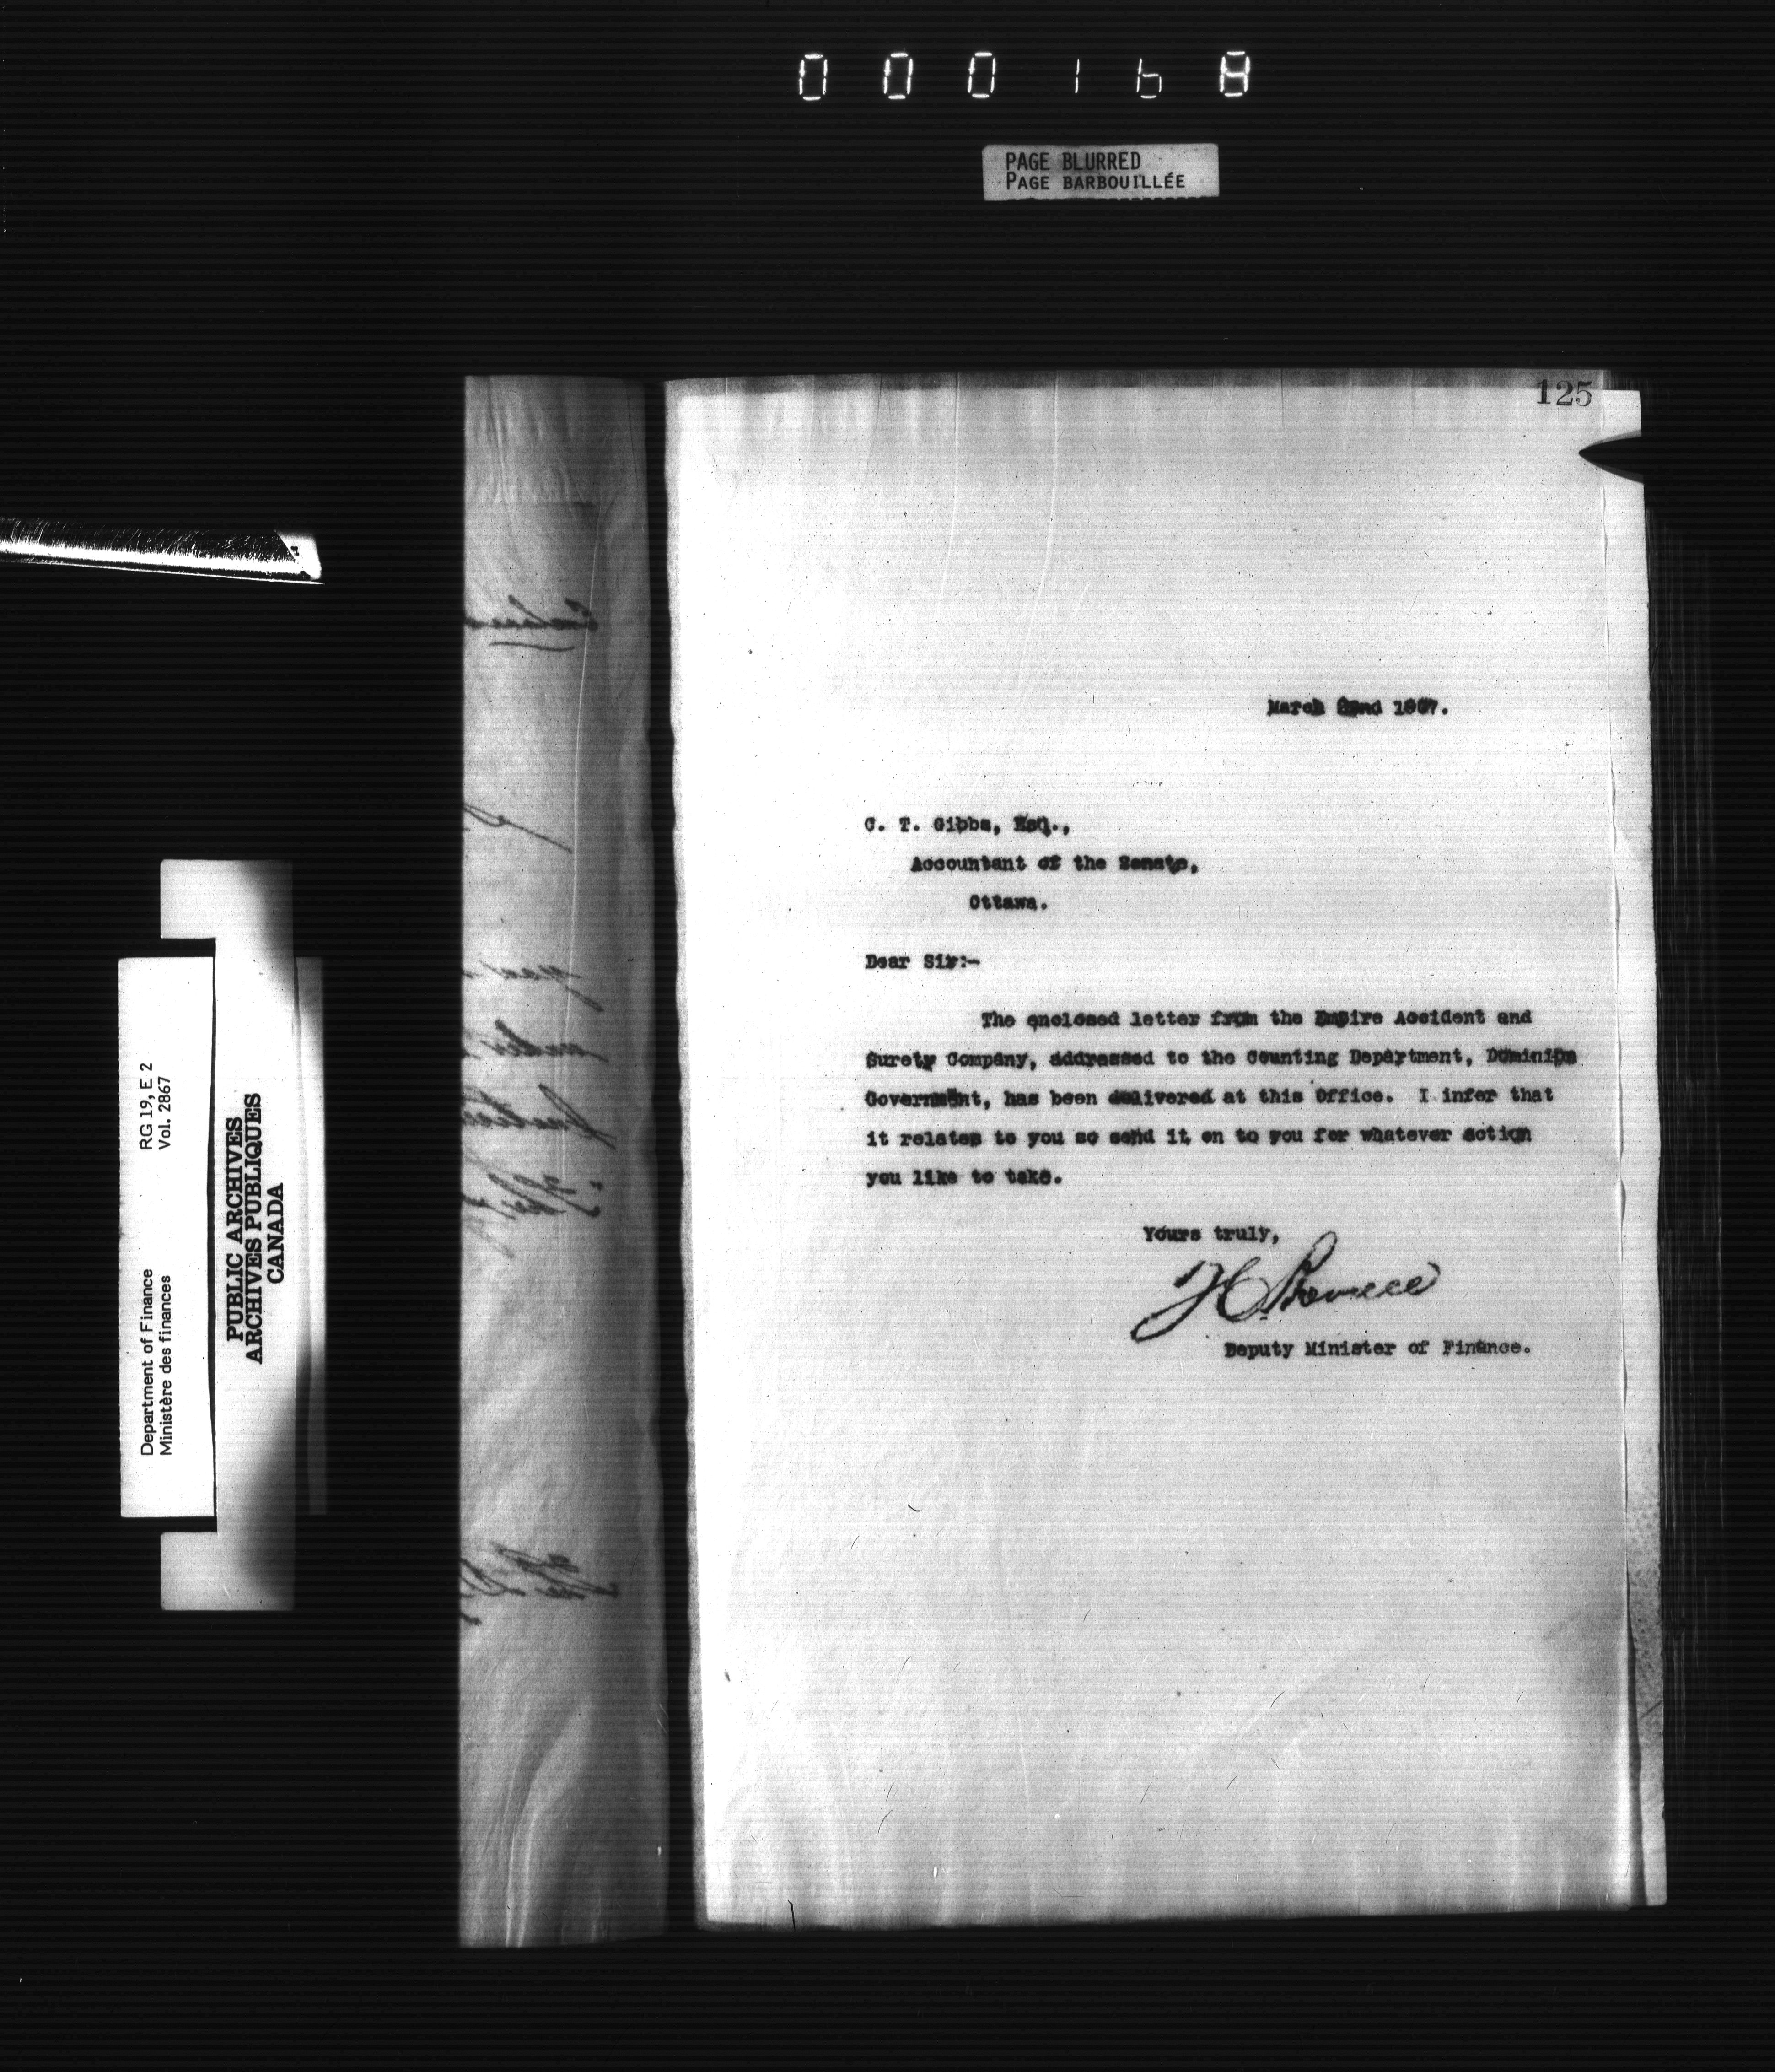 000168
PAGE BLURRED
PAGE BARBOUILLÉE
125
March 22nd 1907.
C. T. Gibbs, Esq.,
Accountant of the Senate,
Ottawa.
Dear Sir:-
The enclosed letter from the Empire Accident and
Surety Company, addressed to the Counting Department, Dominion
Government, has been delivered at this Office. I infer that
it relates to you so send it on to you for whatever action
you like to take.
Yours truly,
Deputy Minister of Finance.
Department of Finance
Ministère des finances
RG 19, E 2
Vol. 2867
PUBLIC ARCHIVES
ARCHIVES PUBLIQUES
CANADA